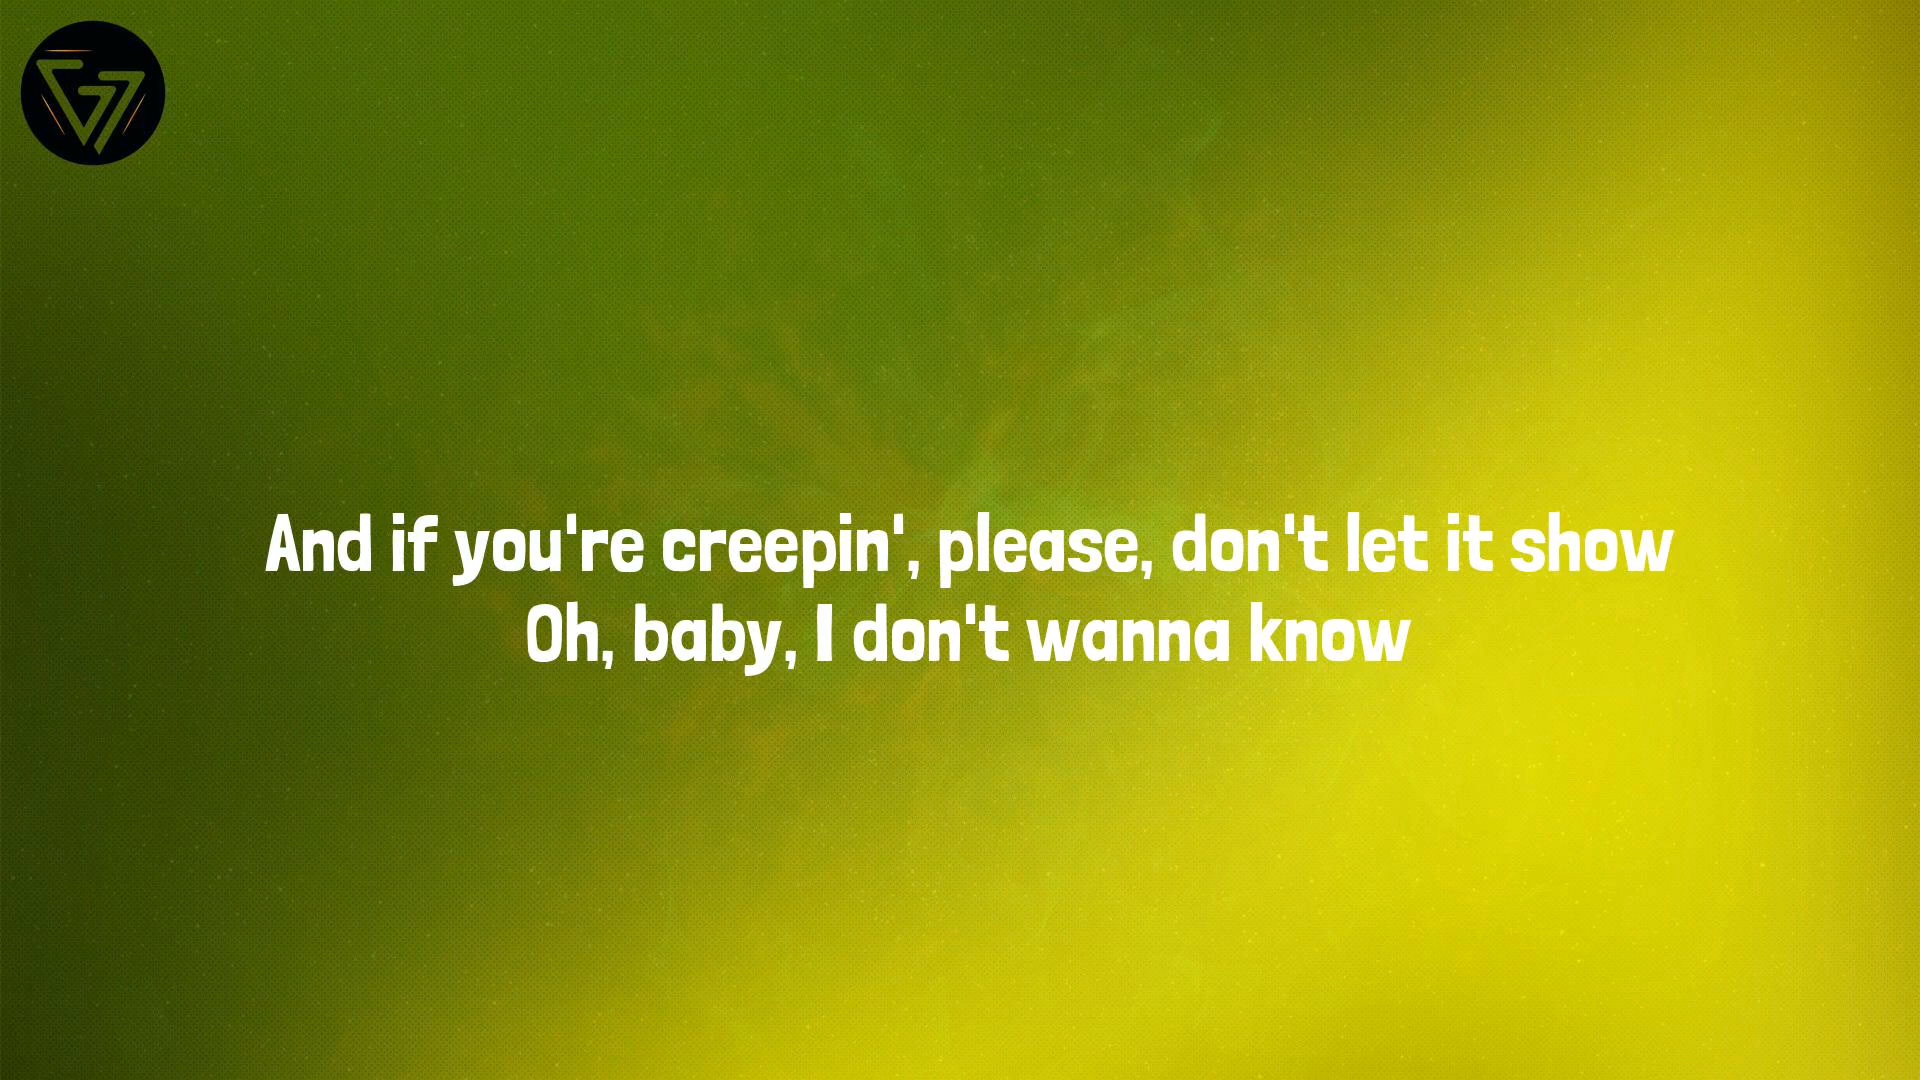 And if you're creepin', please, don't let it show
Oh, baby, I don't wanna know